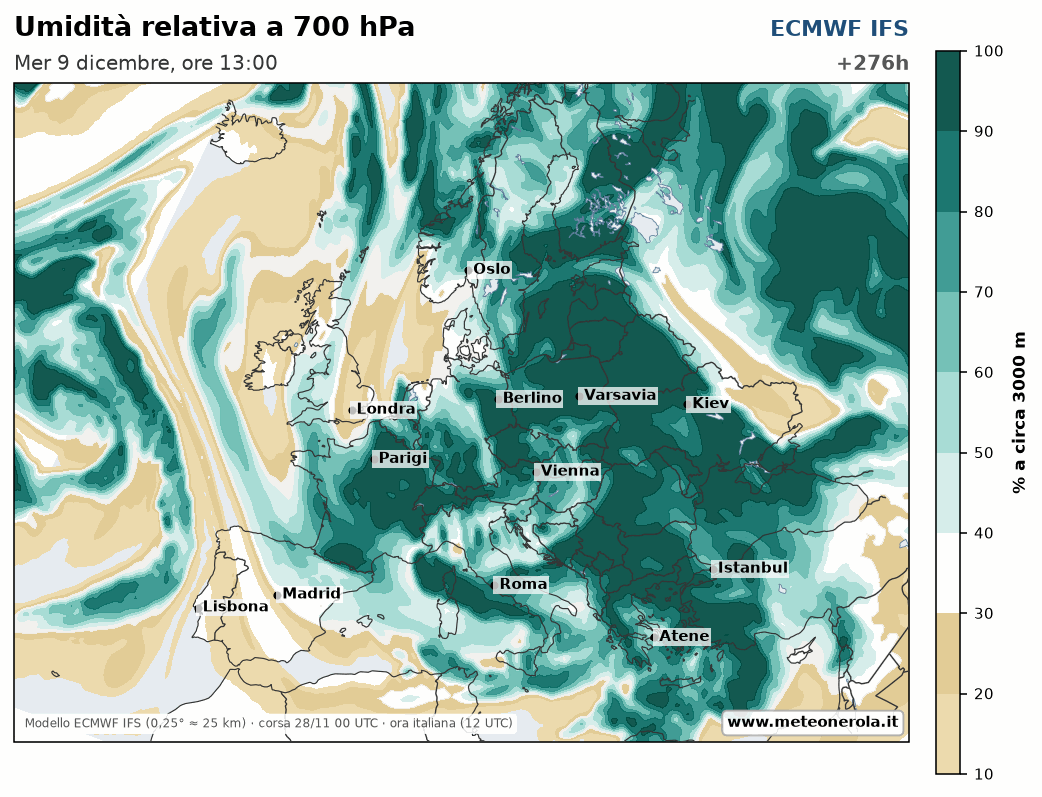 Umidità relativa a 700 hPa
ECMWF IFS
Mer 9 dicembre, ore 13:00
+276h
100
90
80
70
60
50
40
30
20
10
% a circa 3000 m
Oslo
Berlino
Varsavia
Kiev
Londra
Parigi
Vienna
Istanbul
Roma
Madrid
Lisbona
Atene
Modello ECMWF IFS (0,25° ≈ 25 km) · corsa 28/11 00 UTC · ora italiana (12 UTC)
www.meteonerola.it